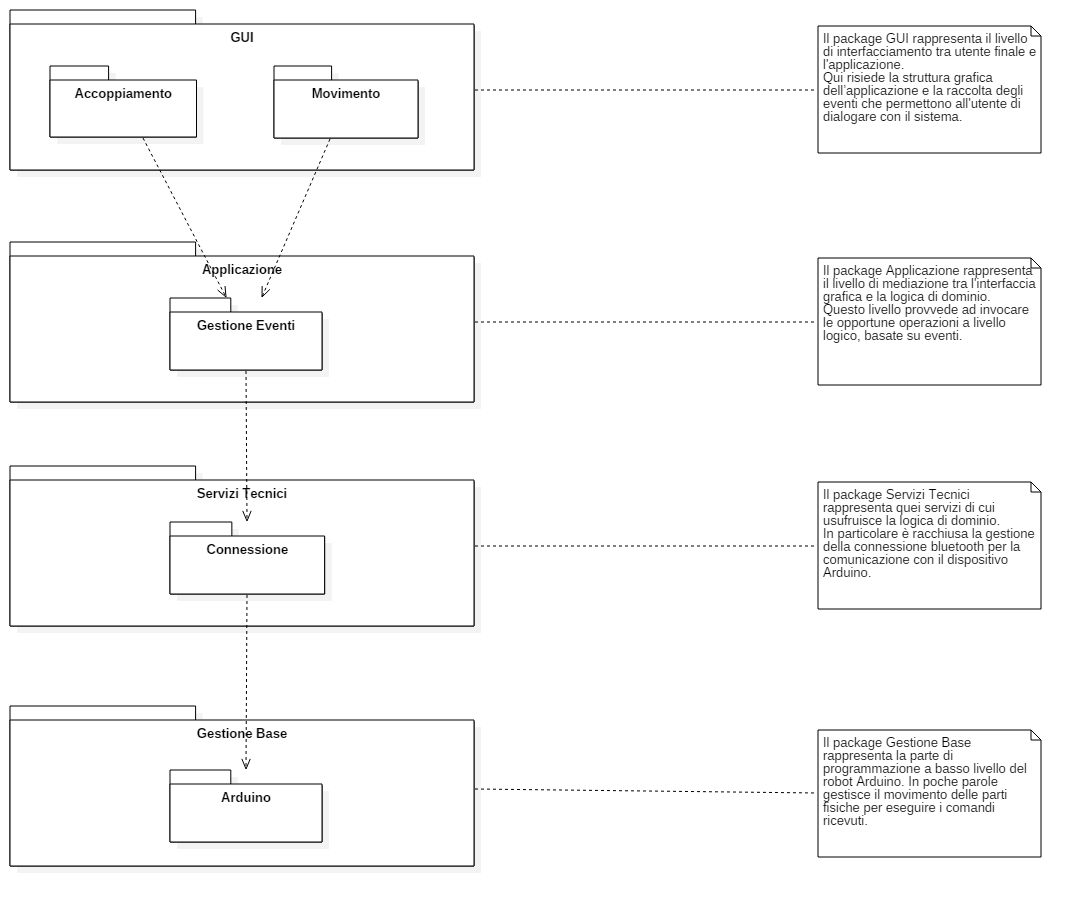 GUI
Accoppiamento
Movimento
Il package GUI rappresenta il livello
di interfacciamento tra utente finale e
l'applicazione.
Qui risiede la struttura grafica
dell'applicazione e la raccolta degli
eventi che permettono all'utente di
dialogare con il sistema.
Applicazione
Gestione Eventi
Il package Applicazione rappresenta
il livello di mediazione tra l'interfaccia
grafica e la logica di dominio.
Questo livello provvede ad invocare
le opportune operazioni a livello
logico, basate su eventi.
Servizi Tecnici
Connessione
Il package Servizi Tecnici
rappresenta quei servizi di cui
usufruisce la logica di dominio.
In particolare è racchiusa la gestione
della connessione bluetooth per la
comunicazione con il dispositivo
Arduino.
Gestione Base
Arduino
Il package Gestione Base
rappresenta la parte di
programmazione a basso livello del
robot Arduino. In poche parole
gestisce il movimento delle parti
fisiche per eseguire i comandi
ricevuti.